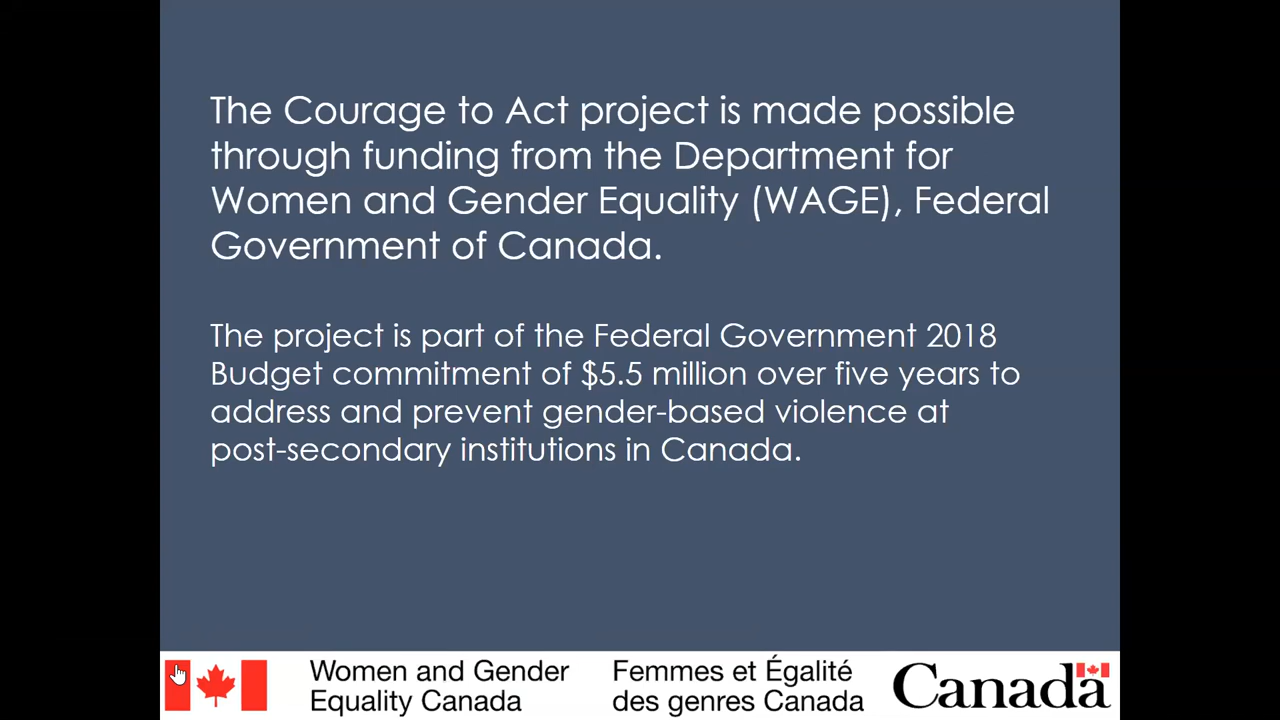 The Courage to Act project is made possible
through funding from the Department for
Women and Gender Equality (WAGE), Federal
Government of Canada.
The project is part of the Federal Government 2018
Budget commitment of $5.5 million over five years to
address and prevent gender-based violence at
post-secondary institutions in Canada.
Women and Gender
Equality Canada
Femmes et Égalité
des genres Canada
Canada